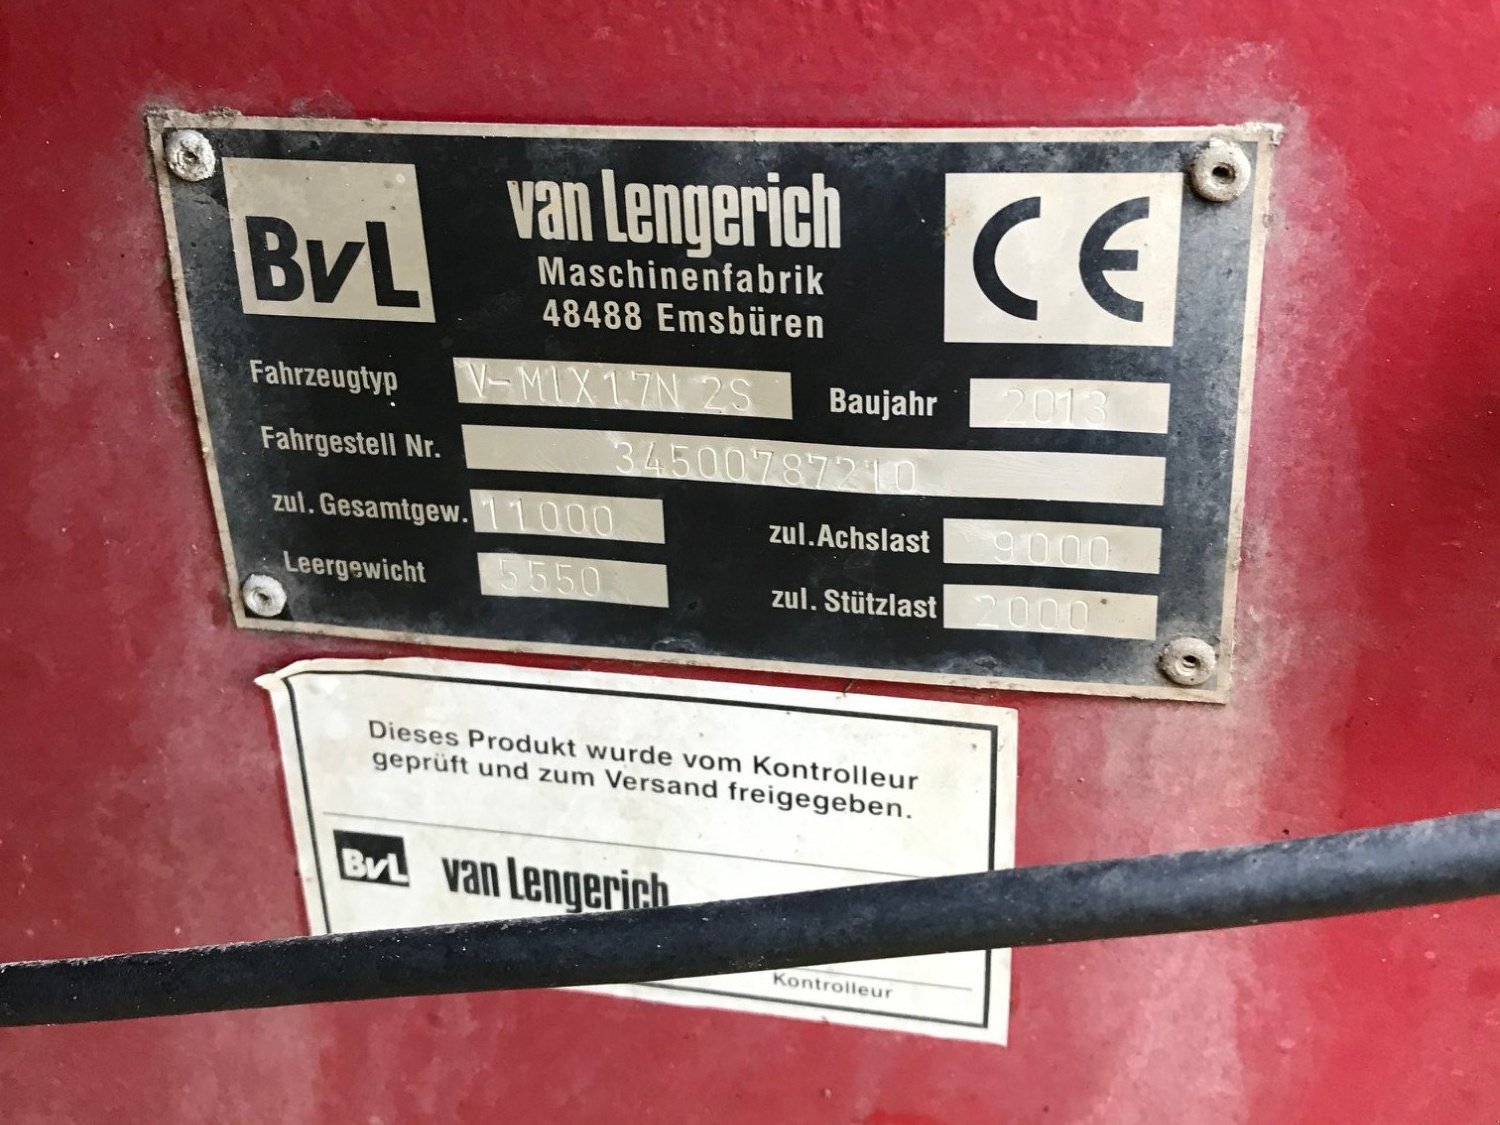 BvL
van Lengerich
Maschinenfabrik
48488 Emsbüren
CE
Fahrzeugtyp V-MIX17N 2S Baujahr 2013
Fahrgestell Nr. 34500787210
zul. Gesamtgew. 11000 zul. Achslast 9000
Leergewicht 5550 zul. Stützlast 2000
Dieses Produkt wurde vom Kontrolleur
geprüft und zum Versand freigegeben.
BvL van Lengerich
Kontrolleur